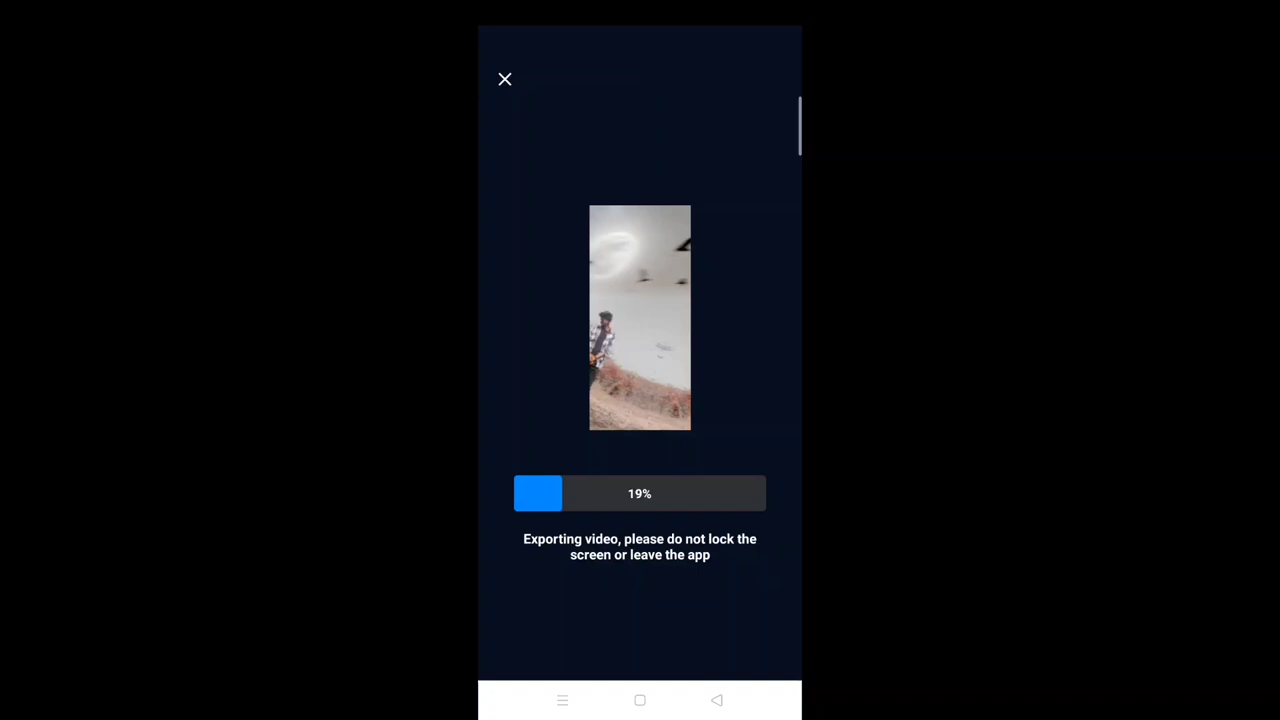 19%
Exporting video, please do not lock the
screen or leave the app